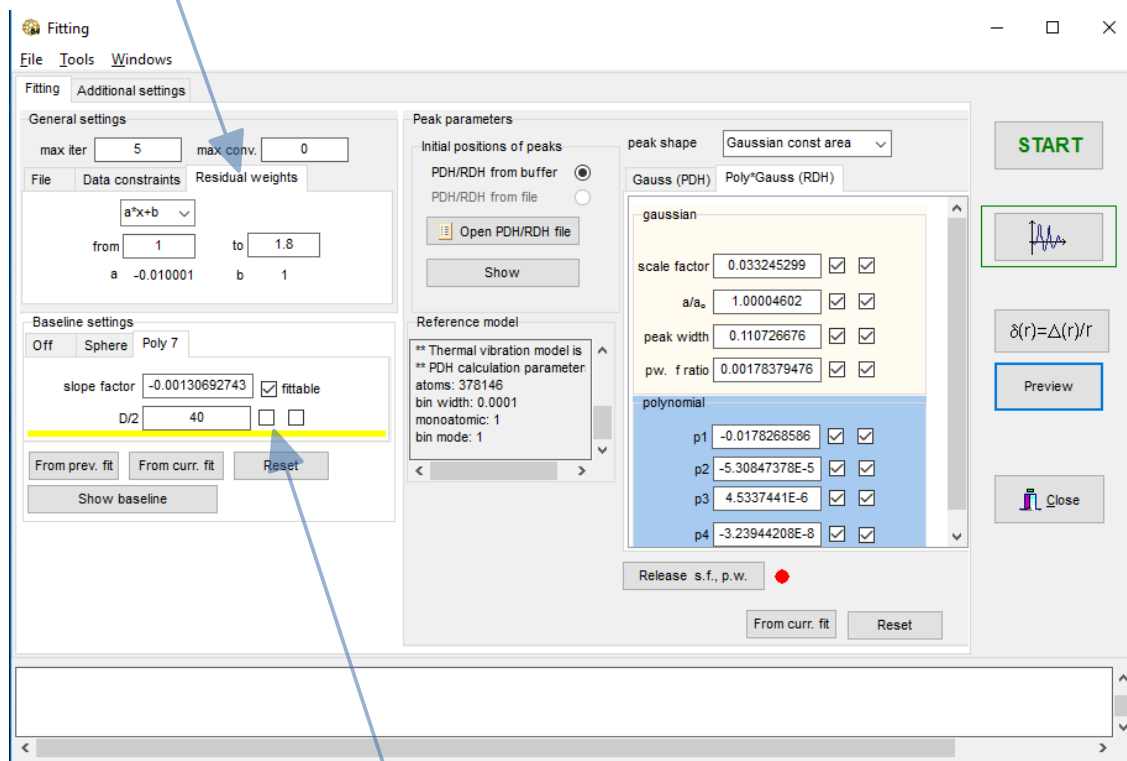 Fitting
File Tools Windows
Fitting Additional settings
General settings
max iter 5 max conv. 0
File Data constraints Residual weights
a*x+b
from 1 to 1.8
a -0.010001 b 1
Baseline settings
Off Sphere Poly 7
slope factor -0.00130692743 fittable
D/2 40
From prev. fit From curr. fit Reset
Show baseline
Peak parameters
Initial positions of peaks
PDH/RDH from buffer
PDH/RDH from file
Open PDH/RDH file
Show
Reference model
** Thermal vibration model is
** PDH calculation parameter
atoms: 378146
bin width: 0.0001
monoatomic: 1
bin mode: 1
peak shape Gaussian const area
Gauss (PDH) Poly*Gauss (RDH)
gaussian
scale factor 0.033245299
a/a₀ 1.00004602
peak width 0.110726676
pw. f ratio 0.00178379476
polynomial
p1 -0.0178268586
p2 -5.30847378E-5
p3 4.5337441E-6
p4 -3.23944208E-8
Release s.f., p.w.
From curr. fit Reset
START
δ(r)=△(r)/r
Preview
Close